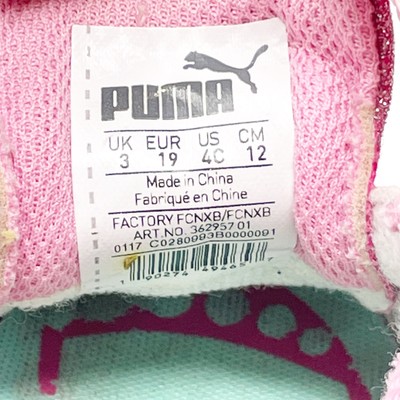 PUMA
UK EUR US CM
3 19 4C 12
Made in China
Fabriqué en Chine
FACTORY FCNXB/FCNXB
ART.NO. 362957 01
0117 C0280993B0000091